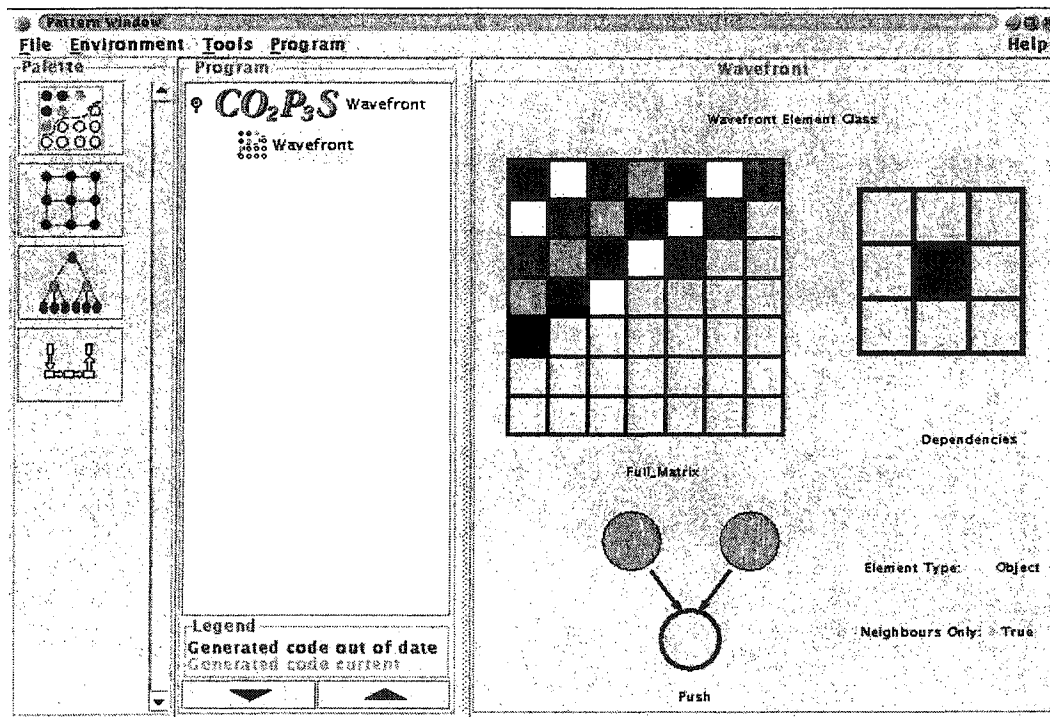 Pattern Window
File Environment Tools Program Help
Palette
Program
CO2P3S Wavefront
Wavefront
Legend
Generated code out of date
Generated code current
Wavefront
Wavefront Element Class
Full_Matrix
Dependencies
Element Type: Object
Neighbours Only: True
Push